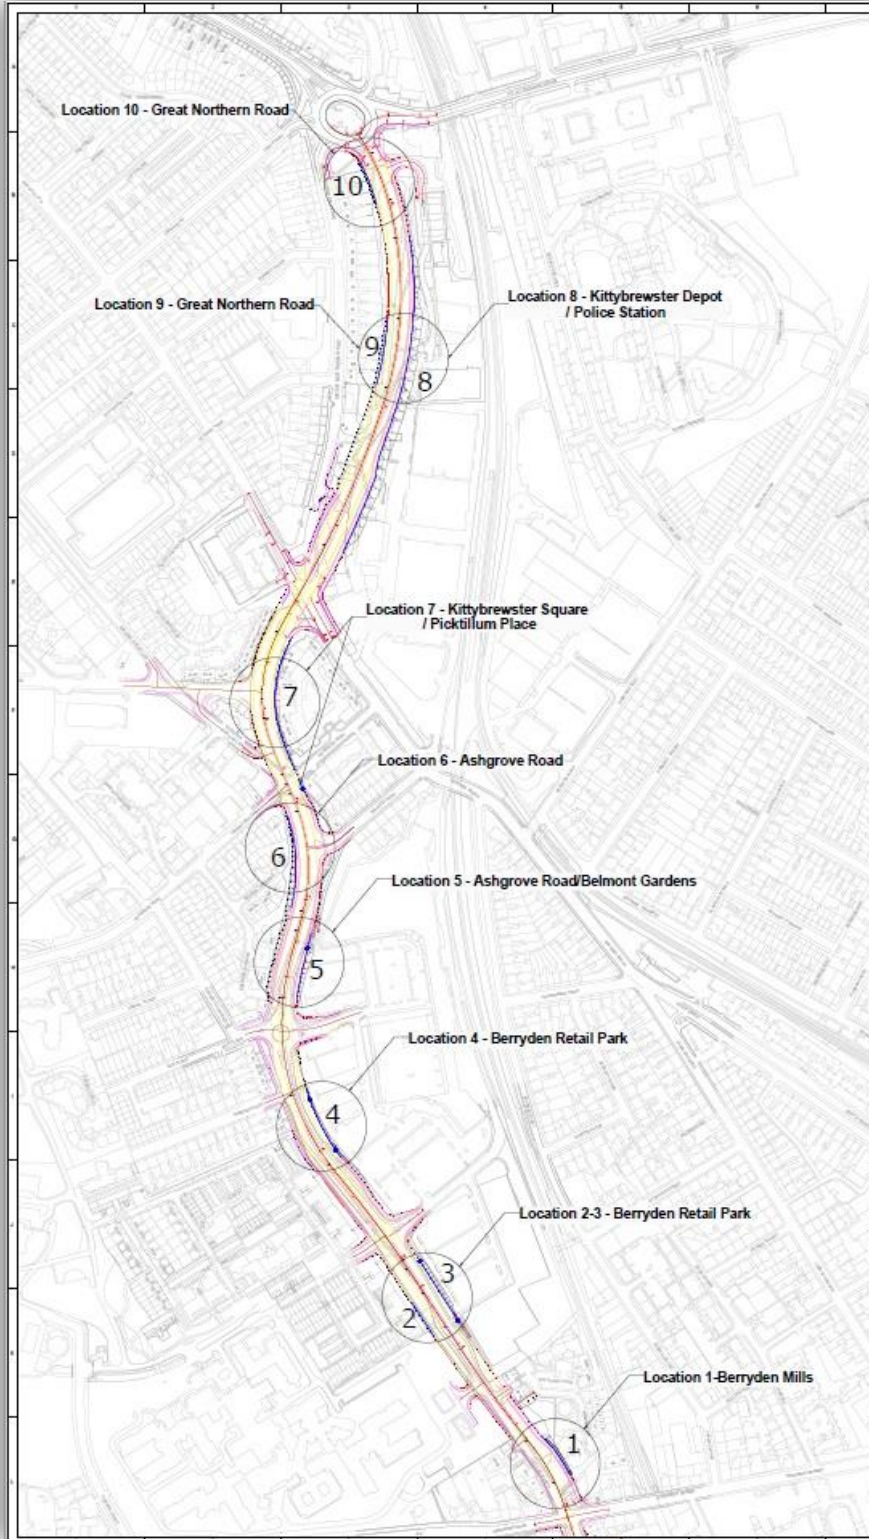 Location 10 - Great Northern Road
10
Location 9 - Great Northern Road
Location 8 - Kittybrewster Depot
/ Police Station
9
8
Location 7 - Kittybrewster Square
/ Picktillum Place
7
Location 6 - Ashgrove Road
6
Location 5 - Ashgrove Road/Belmont Gardens
5
Location 4 - Berryden Retail Park
4
Location 2-3 - Berryden Retail Park
3
2
Location 1-Berryden Mills
1